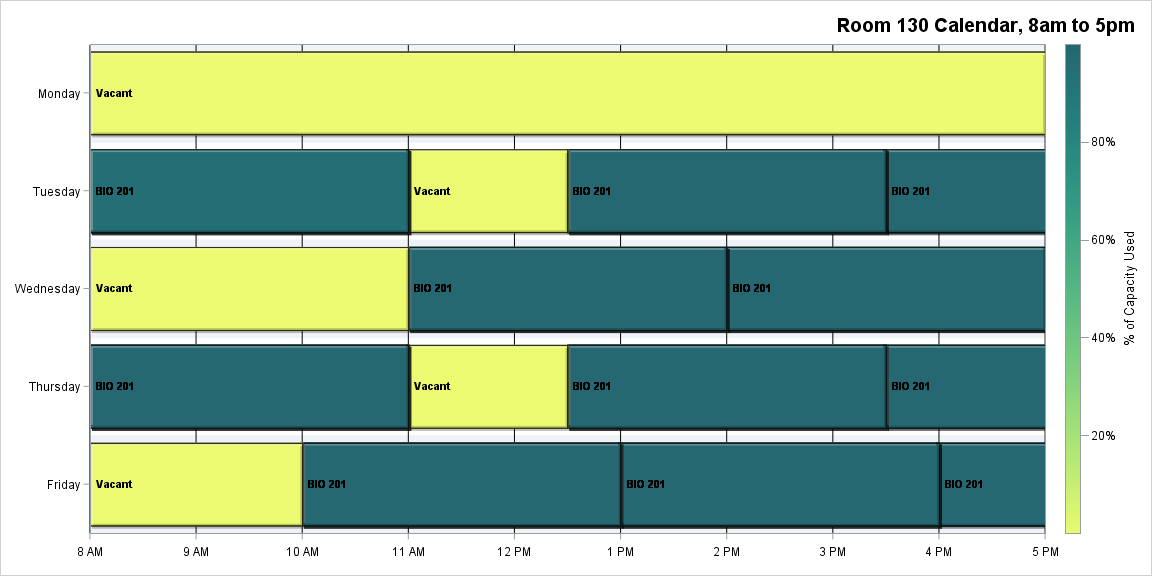 Room 130 Calendar, 8am to 5pm
Monday
Vacant
Tuesday
BIO 201
Vacant
BIO 201
BIO 201
Wednesday
Vacant
BIO 201
BIO 201
Thursday
BIO 201
Vacant
BIO 201
BIO 201
Friday
Vacant
BIO 201
BIO 201
BIO 201
8 AM 9 AM 10 AM 11 AM 12 PM 1 PM 2 PM 3 PM 4 PM 5 PM
80%
60%
40%
20%
% of Capacity Used